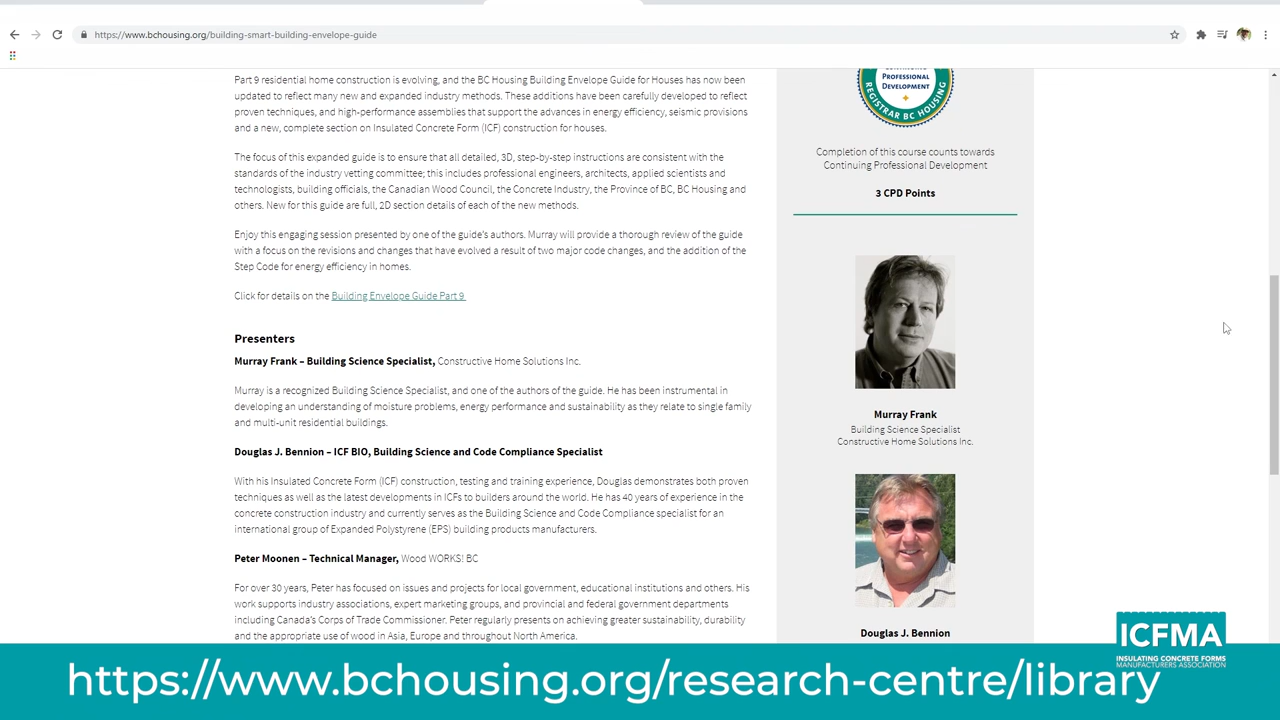 https://www.bchousing.org/building-smart-building-envelope-guide
Part 9 residential home construction is evolving, and the BC Housing Building Envelope Guide for Houses has now been
updated to reflect many new and expanded industry methods. These additions have been carefully developed to reflect
proven techniques, and high-performance assemblies that support the advances in energy efficiency, seismic provisions
and a new, complete section on Insulated Concrete Form (ICF) construction for houses.
The focus of this expanded guide is to ensure that all detailed, 3D, step-by-step instructions are consistent with the
standards of the industry vetting committee; this includes professional engineers, architects, applied scientists and
technologists, building officials, the Canadian Wood Council, the Concrete Industry, the Province of BC, BC Housing and
others. New for this guide are full, 2D section details of each of the new methods.
Enjoy this engaging session presented by one of the guide's authors. Murray will provide a thorough review of the guide
with a focus on the revisions and changes that have evolved a result of two major code changes, and the addition of the
Step Code for energy efficiency in homes.
Click for details on the Building Envelope Guide Part 9
Presenters
Murray Frank – Building Science Specialist, Constructive Home Solutions Inc.
Murray is a recognized Building Science Specialist, and one of the authors of the guide. He has been instrumental in
developing an understanding of moisture problems, energy performance and sustainability as they relate to single family
and multi-unit residential buildings.
Douglas J. Bennion – ICF BIO, Building Science and Code Compliance Specialist
With his Insulated Concrete Form (ICF) construction, testing and training experience, Douglas demonstrates both proven
techniques as well as the latest developments in ICFs to builders around the world. He has 40 years of experience in the
concrete construction industry and currently serves as the Building Science and Code Compliance specialist for an
international group of Expanded Polystyrene (EPS) building products manufacturers.
Peter Moonen – Technical Manager, Wood WORKS! BC
For over 30 years, Peter has focused on issues and projects for local government, educational institutions and others. His
work supports industry associations, expert marketing groups, and provincial and federal government departments
including Canada's Corps of Trade Commissioner. Peter regularly presents on achieving greater sustainability, durability
and the appropriate use of wood in Asia, Europe and throughout North America.
PROFESSIONAL
DEVELOPMENT
REGISTRAR BC HOUSING
Completion of this course counts towards
Continuing Professional Development
3 CPD Points
Murray Frank
Building Science Specialist
Constructive Home Solutions Inc.
Douglas J. Bennion
ICFMA
INSULATING CONCRETE FORMS
MANUFACTURERS ASSOCIATION
https://www.bchousing.org/research-centre/library